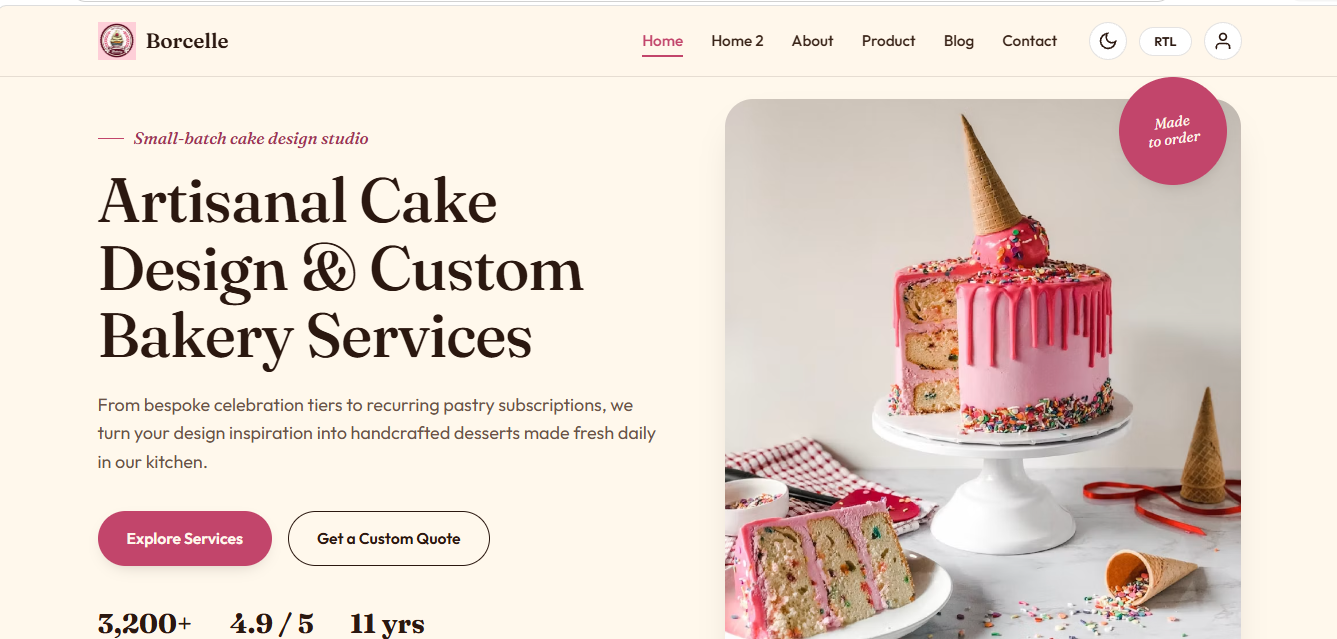 Borcelle
Home Home 2 About Product Blog Contact RTL
Small-batch cake design studio
Made
to order
Artisanal Cake
Design & Custom
Bakery Services
From bespoke celebration tiers to recurring pastry subscriptions, we
turn your design inspiration into handcrafted desserts made fresh daily
in our kitchen.
Explore Services Get a Custom Quote
3,200+ 4.9 / 5 11 yrs